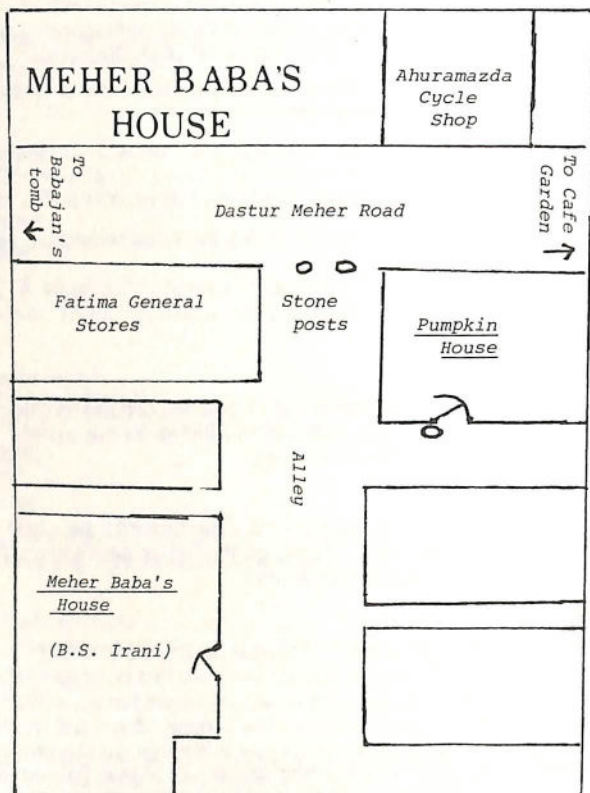 MEHER BABA'S
HOUSE
Ahuramazda
Cycle
Shop
To
Babajan's
tomb
To Cafe
Garden
Dastur Meher Road
Fatima General
Stores
Stone
posts
Pumpkin
House
Alley
Meher Baba's
House
(B.S. Irani)